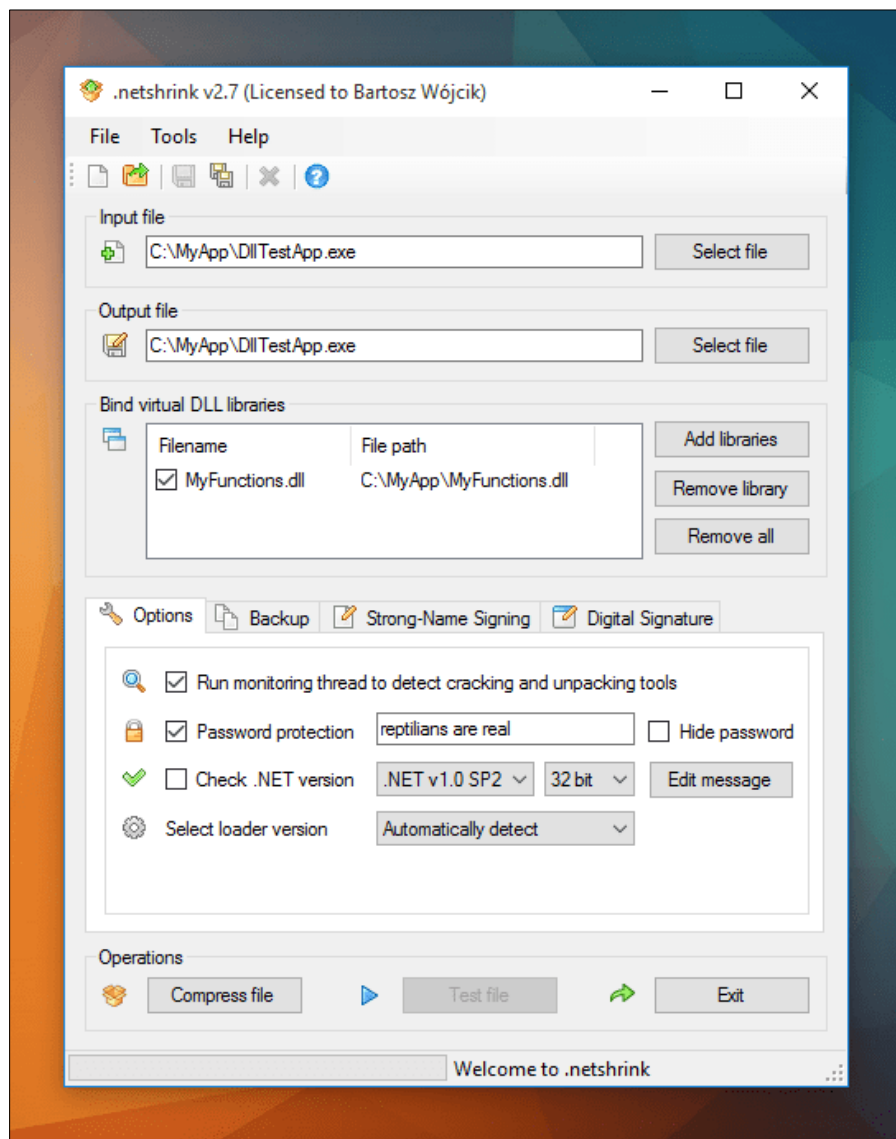 .netshrink v2.7 (Licensed to Bartosz Wójcik)
File Tools Help
Input file
C:\MyApp\DllTestApp.exe Select file
Output file
C:\MyApp\DllTestApp.exe Select file
Bind virtual DLL libraries
Filename File path
MyFunctions.dll C:\MyApp\MyFunctions.dll
Add libraries
Remove library
Remove all
Options Backup Strong-Name Signing Digital Signature
Run monitoring thread to detect cracking and unpacking tools
Password protection reptilians are real Hide password
Check .NET version .NET v1.0 SP2 32 bit Edit message
Select loader version Automatically detect
Operations
Compress file Test file Exit
Welcome to .netshrink